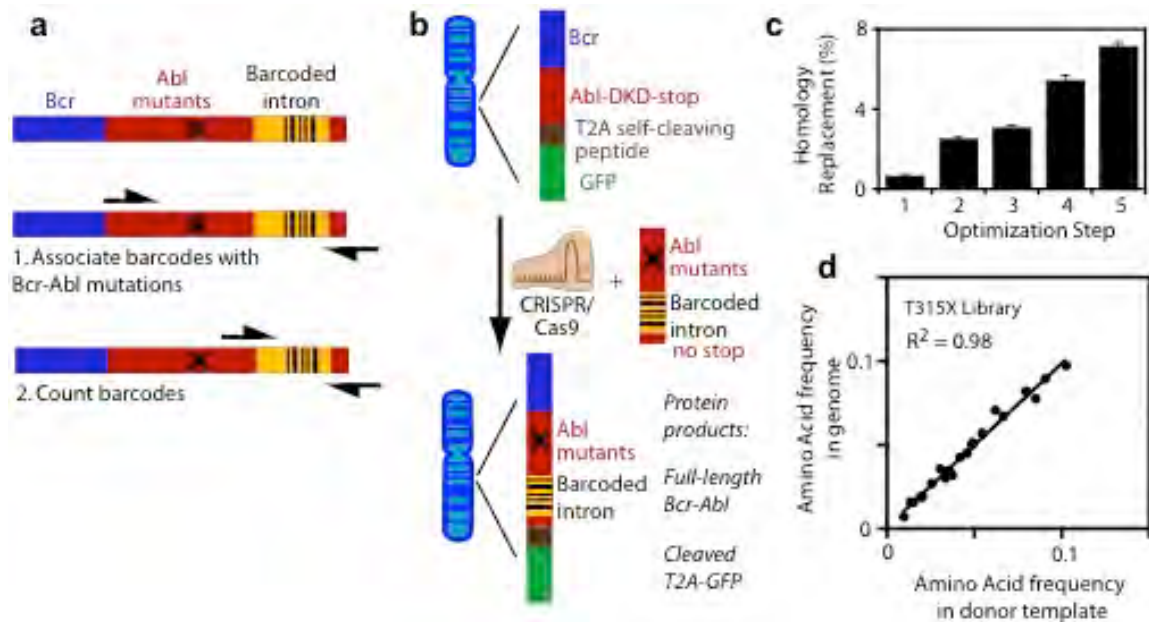 a
Bcr
Abl
mutants
Barcoded
intron
1. Associate barcodes with
Bcr-Abl mutations
2. Count barcodes
b
Bcr
Abl-DKD-stop
T2A self-cleaving
peptide
GFP
CRISPR/
Cas9
+
Abl
mutants
Barcoded
intron
no stop
Abl
mutants
Barcoded
intron
Protein
products:
Full-length
Bcr-Abl
Cleaved
T2A-GFP
c
Homology
Replacement (%)
8
4
0
1 2 3 4 5
Optimization Step
d
T315X Library
R² = 0.98
Amino Acid frequency
in genome
0.1
0
0 0.1
Amino Acid frequency
in donor template